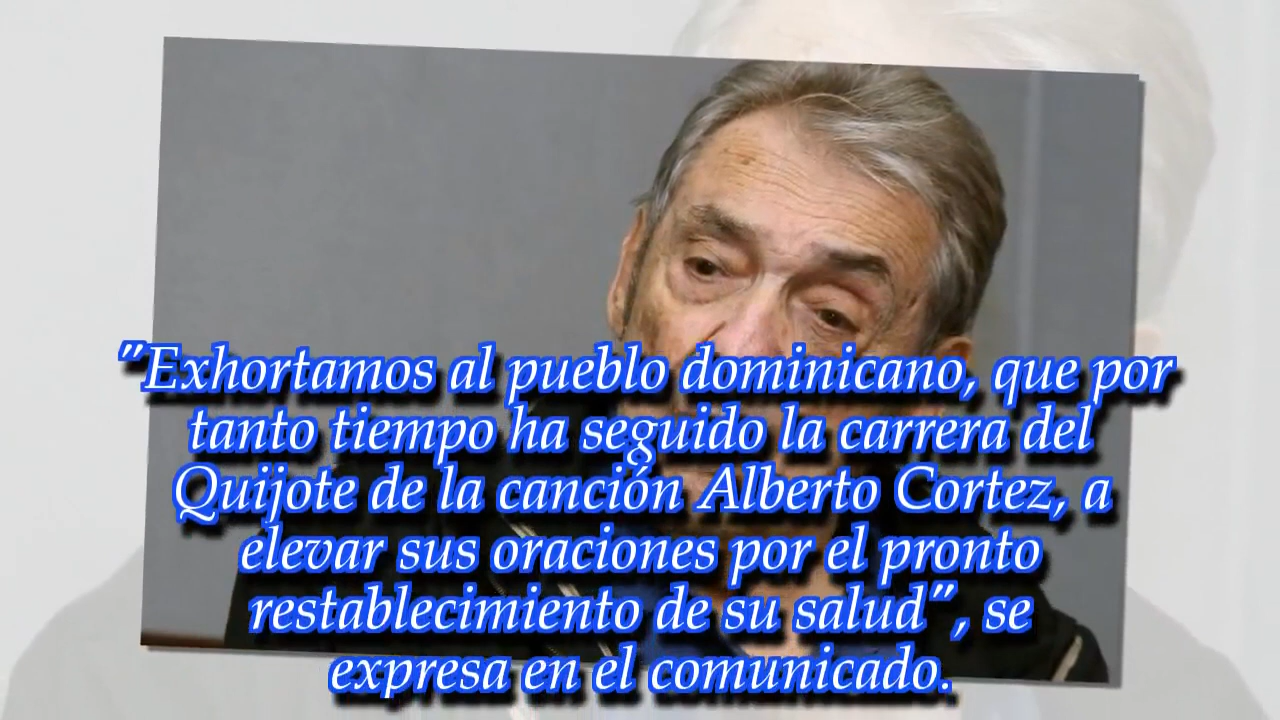 "Exhortamos al pueblo dominicano, que por
tanto tiempo ha seguido la carrera del
Quijote de la canción Alberto Cortez, a
elevar sus oraciones por el pronto
restablecimiento de su salud", se
expresa en el comunicado.